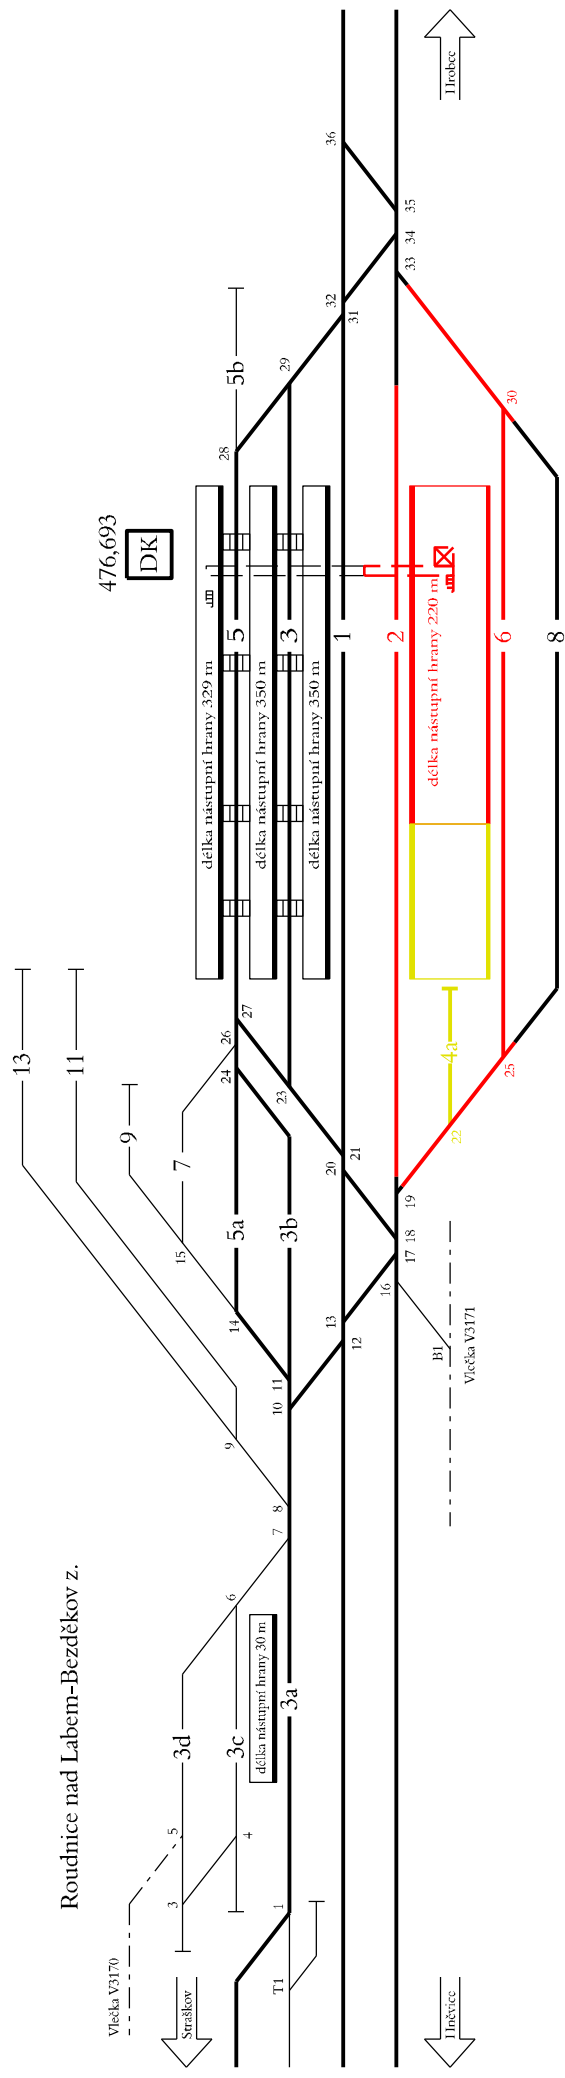 13
Roudnice nad Labem-Bezděkov z.
11
476,693
DK
Vlečka V3170
9
Straškov
3
5
3d
15
7
délka nástupní hrany 329 m
4
3c
6
9
14
5a
24
26
27
5
28
5b
délka nástupní hrany 30 m
délka nástupní hrany 350 m
T1
1
3a
7
8
10
11
3b
23
3
29
délka nástupní hrany 350 m
12
13
20
21
1
31
32
36
16
17
18
19
2
33
34
35
Hněvice
B1
Vlečka V3171
22
4a
délka nástupní hrany 220 m
Hrobce
25
6
30
8